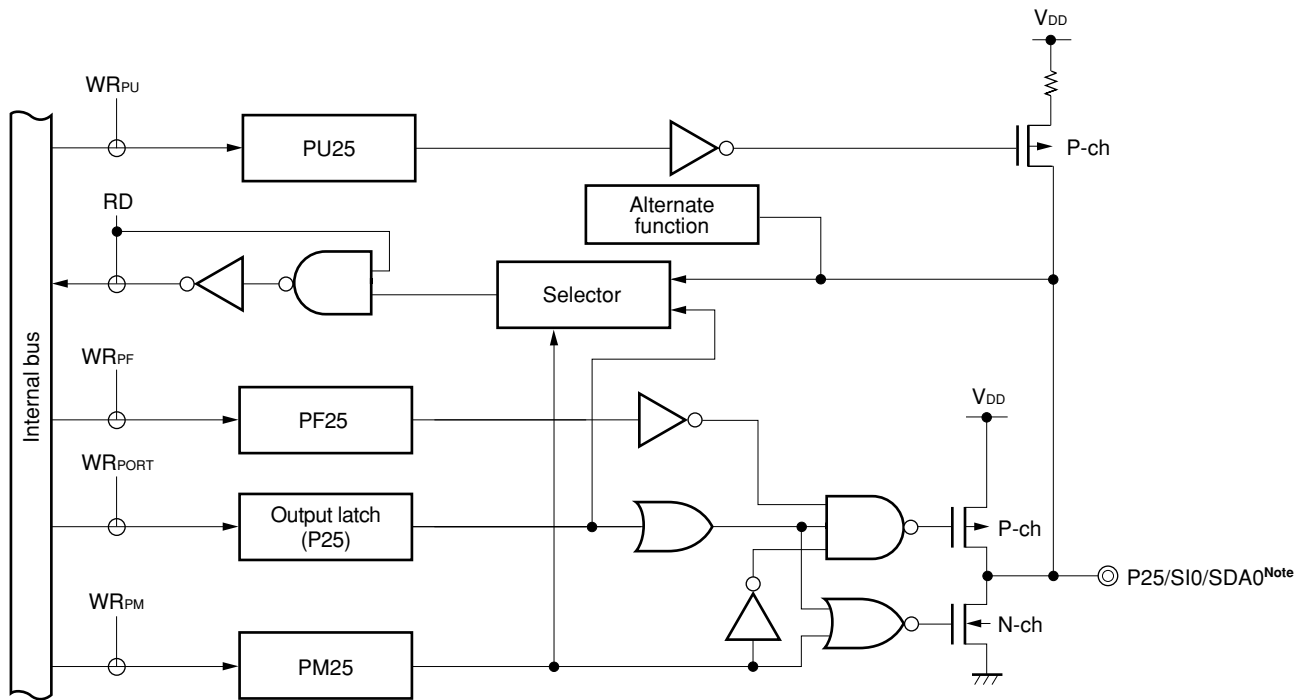 VDD
WRPU
PU25
P-ch
RD
Alternate
function
Selector
Internal bus
WRPF
PF25
VDD
WRPORT
Output latch
(P25)
P-ch
P25/SI0/SDA0Note
WRPM
PM25
N-ch